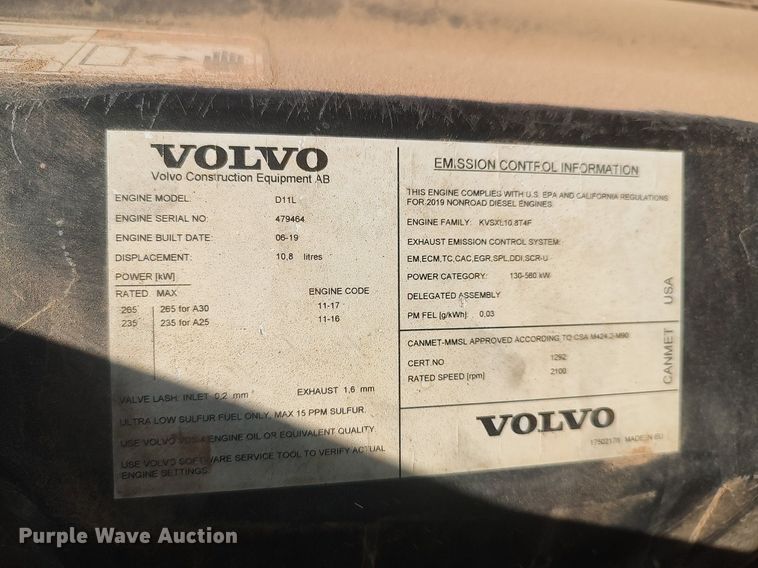 VOLVO
Volvo Construction Equipment AB
ENGINE MODEL: D11L
ENGINE SERIAL NO: 479464
ENGINE BUILT DATE: 06-19
DISPLACEMENT: 10,8 litres
POWER [kW]
RATED MAX ENGINE CODE
265 265 for A30 11-17
235 235 for A25 11-16
VALVE LASH: INLET 0,2 mm EXHAUST 1,6 mm
ULTRA LOW SULFUR FUEL ONLY, MAX 15 PPM SULFUR.
USE VOLVO VDS-4 ENGINE OIL OR EQUIVALENT QUALITY.
USE VOLVO SOFTWARE SERVICE TOOL TO VERIFY ACTUAL
ENGINE SETTINGS.
EMISSION CONTROL INFORMATION
THIS ENGINE COMPLIES WITH U.S. EPA AND CALIFORNIA REGULATIONS
FOR 2019 NONROAD DIESEL ENGINES.
ENGINE FAMILY: KVSXL10.8T4F
EXHAUST EMISSION CONTROL SYSTEM:
EM,ECM,TC,CAC,EGR,SPL,DDI,SCR-U
POWER CATEGORY: 130-560 kW
DELEGATED ASSEMBLY
PM FEL [g/kWh]: 0,03
USA
CANMET-MMSL APPROVED ACCORDING TO CSA M424.2-M90
CERT.NO 1292
RATED SPEED [rpm] 2100
CANMET
VOLVO
17502178 MADE IN EU
Purple Wave Auction